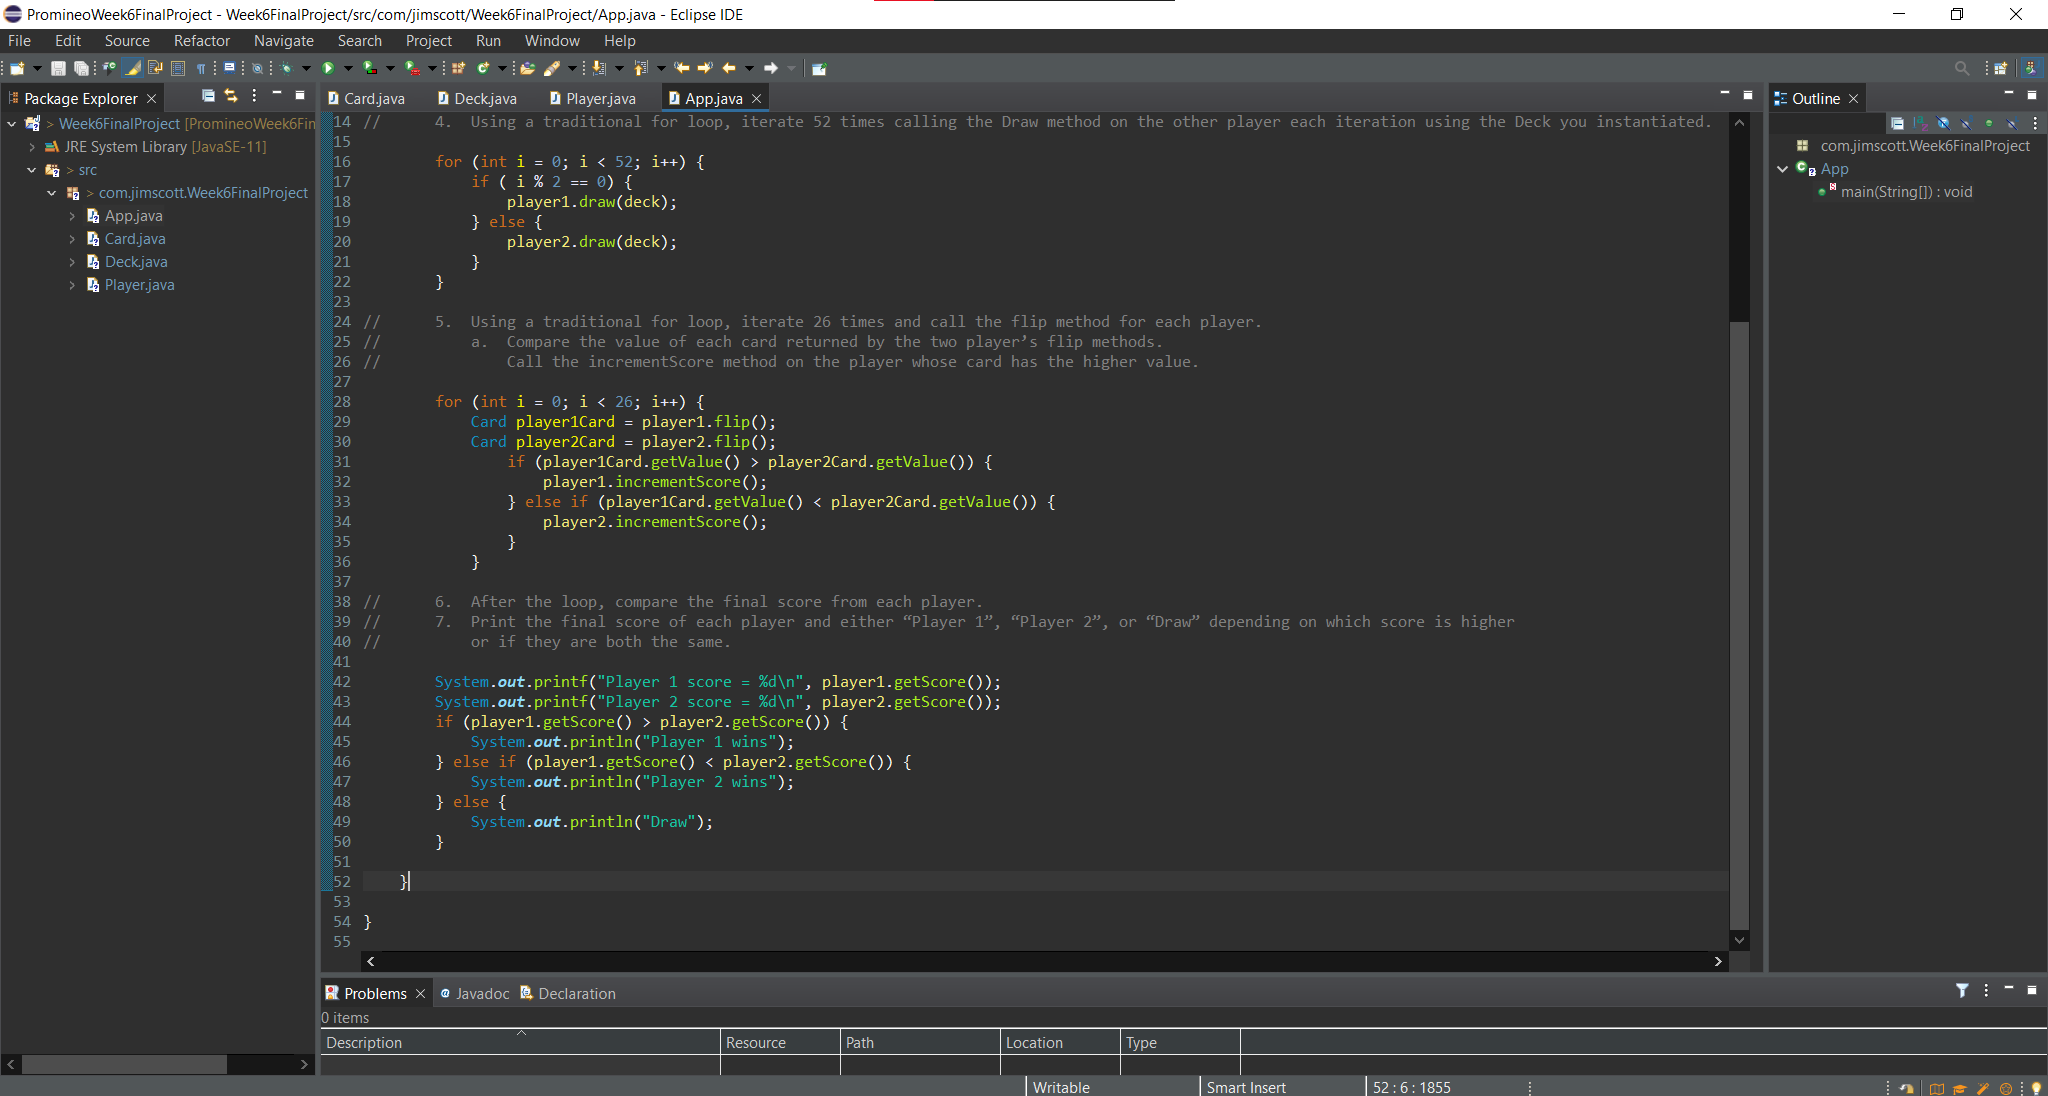 PromineoWeek6FinalProject - Week6FinalProject/src/com/jimscott/Week6FinalProject/App.java - Eclipse IDE
File Edit Source Refactor Navigate Search Project Run Window Help
Package Explorer
> Week6FinalProject [PromineoWeek6Fin
JRE System Library [JavaSE-11]
> src
> com.jimscott.Week6FinalProject
App.java
Card.java
Deck.java
Player.java
Card.java Deck.java Player.java App.java
14 // 4. Using a traditional for loop, iterate 52 times calling the Draw method on the other player each iteration using the Deck you instantiated.
15
16 for (int i = 0; i < 52; i++) {
17 if ( i % 2 == 0) {
18 player1.draw(deck);
19 } else {
20 player2.draw(deck);
21 }
22 }
23
24 // 5. Using a traditional for loop, iterate 26 times and call the flip method for each player.
25 // a. Compare the value of each card returned by the two player’s flip methods.
26 // Call the incrementScore method on the player whose card has the higher value.
27
28 for (int i = 0; i < 26; i++) {
29 Card player1Card = player1.flip();
30 Card player2Card = player2.flip();
31 if (player1Card.getValue() > player2Card.getValue()) {
32 player1.incrementScore();
33 } else if (player1Card.getValue() < player2Card.getValue()) {
34 player2.incrementScore();
35 }
36 }
37
38 // 6. After the loop, compare the final score from each player.
39 // 7. Print the final score of each player and either “Player 1”, “Player 2”, or “Draw” depending on which score is higher
40 // or if they are both the same.
41
42 System.out.printf("Player 1 score = %d\n", player1.getScore());
43 System.out.printf("Player 2 score = %d\n", player2.getScore());
44 if (player1.getScore() > player2.getScore()) {
45 System.out.println("Player 1 wins");
46 } else if (player1.getScore() < player2.getScore()) {
47 System.out.println("Player 2 wins");
48 } else {
49 System.out.println("Draw");
50 }
51
52 }
53
54 }
55
Outline
com.jimscott.Week6FinalProject
App
main(String[]) : void
Problems Javadoc Declaration
0 items
Description Resource Path Location Type
Writable Smart Insert 52 : 6 : 1855